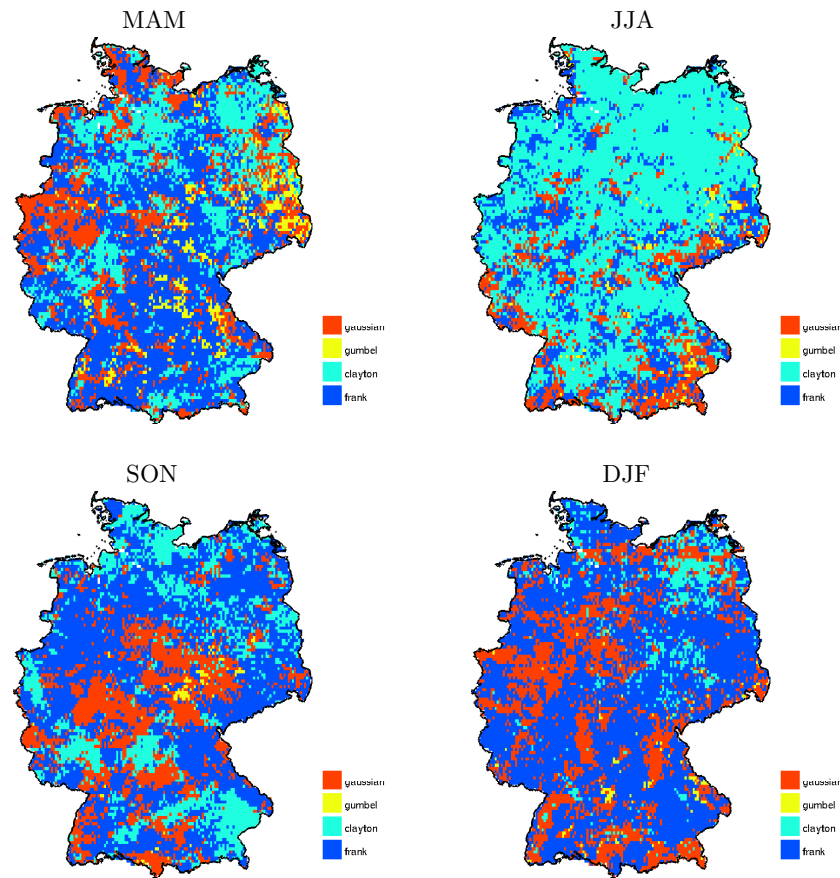 MAM
gaussian
gumbel
clayton
frank
JJA
gaussian
gumbel
clayton
frank
SON
gaussian
gumbel
clayton
frank
DJF
gaussian
gumbel
clayton
frank